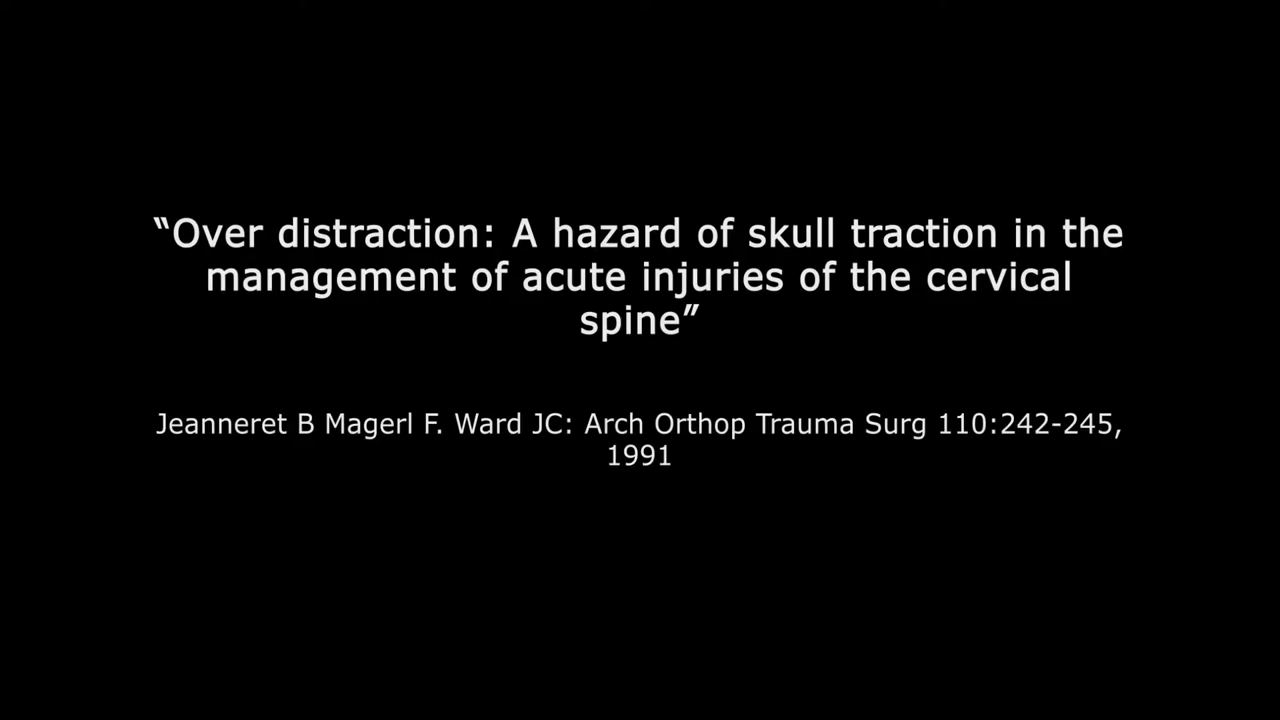 “Over distraction: A hazard of skull traction in the
management of acute injuries of the cervical
spine”
Jeanneret B Magerl F. Ward JC: Arch Orthop Trauma Surg 110:242-245,
1991